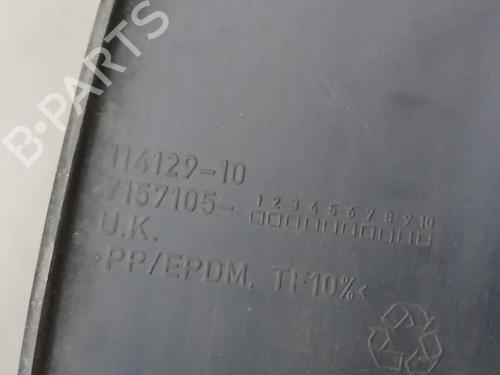 B-PARTS
114129-10
7157105-
1 2 3 4 5 6 7 8 9 10
U.K.
>PP/EPDM. TF10%<